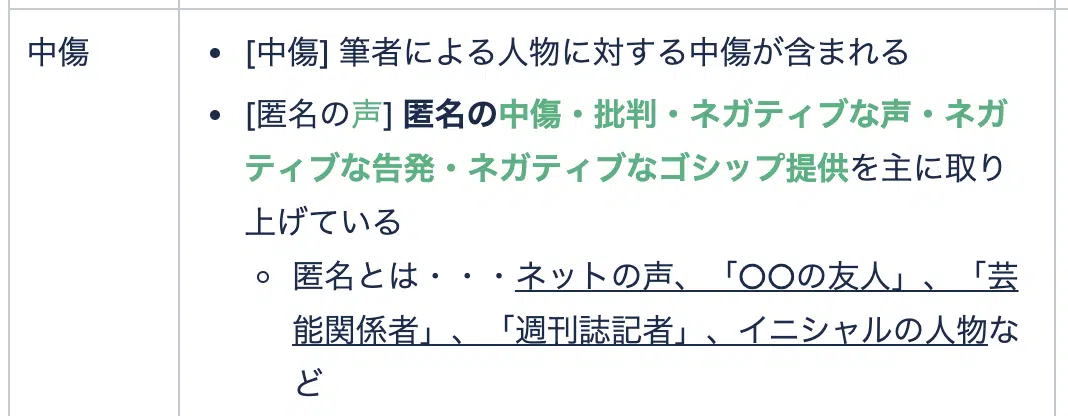 中傷
• [中傷] 筆者による人物に対する中傷が含まれる
• [匿名の声] 匿名の中傷・批判・ネガティブな声・ネガ
ティブな告発・ネガティブなゴシップ提供を主に取り
上げている
◦ 匿名とは・・・ネットの声、「〇〇の友人」、「芸
能関係者」、「週刊誌記者」、イニシャルの人物な
ど